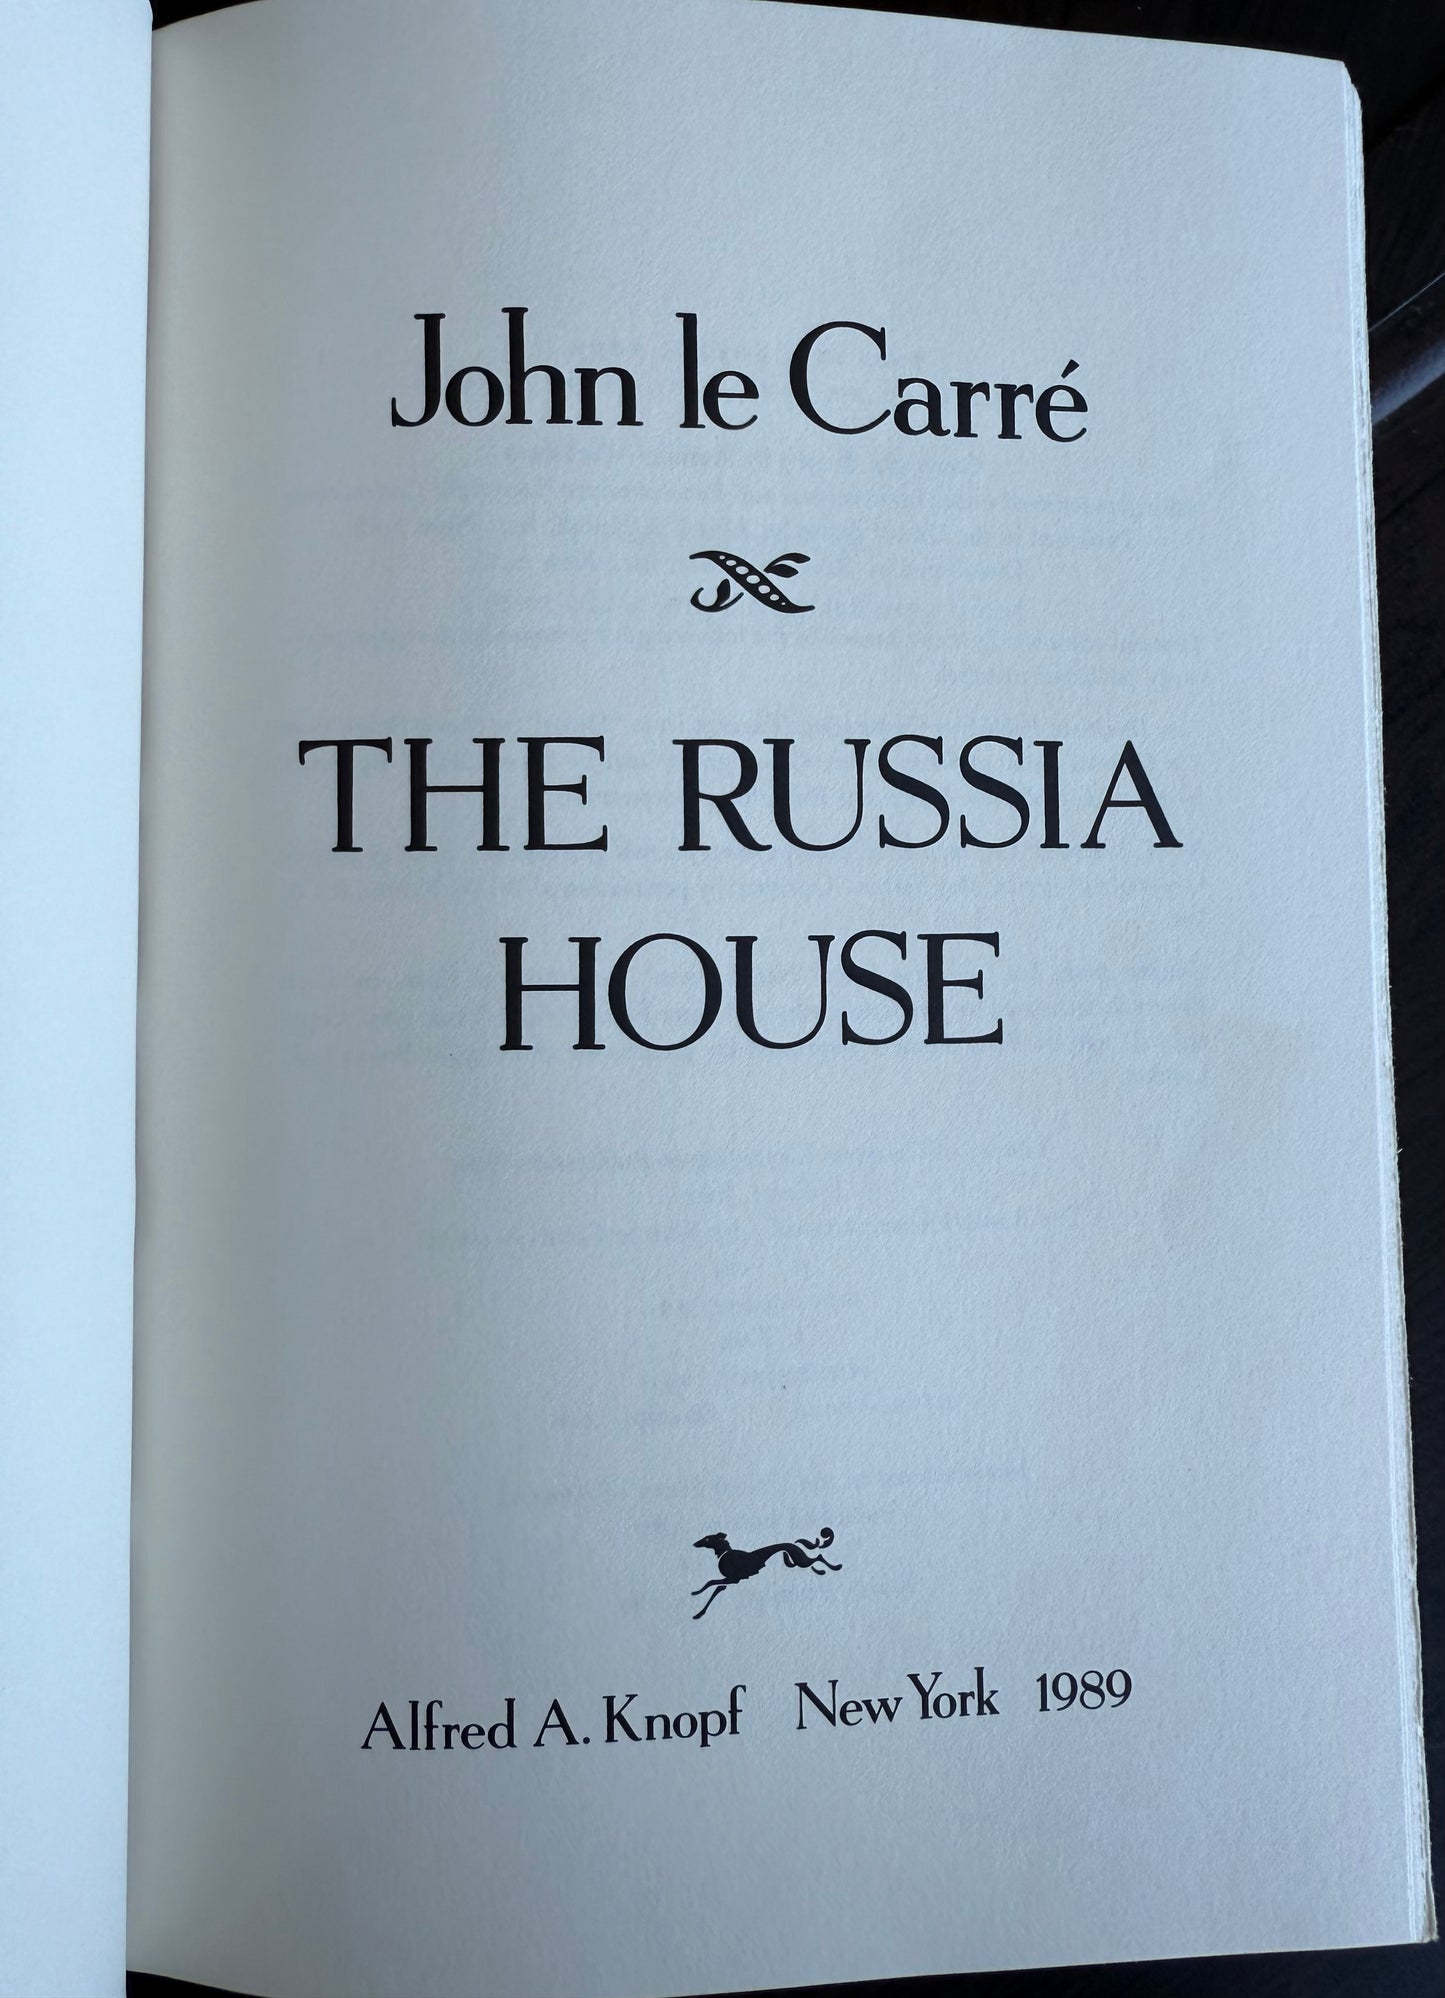 John le Carré
THE RUSSIA
HOUSE
Alfred A. Knopf New York 1989